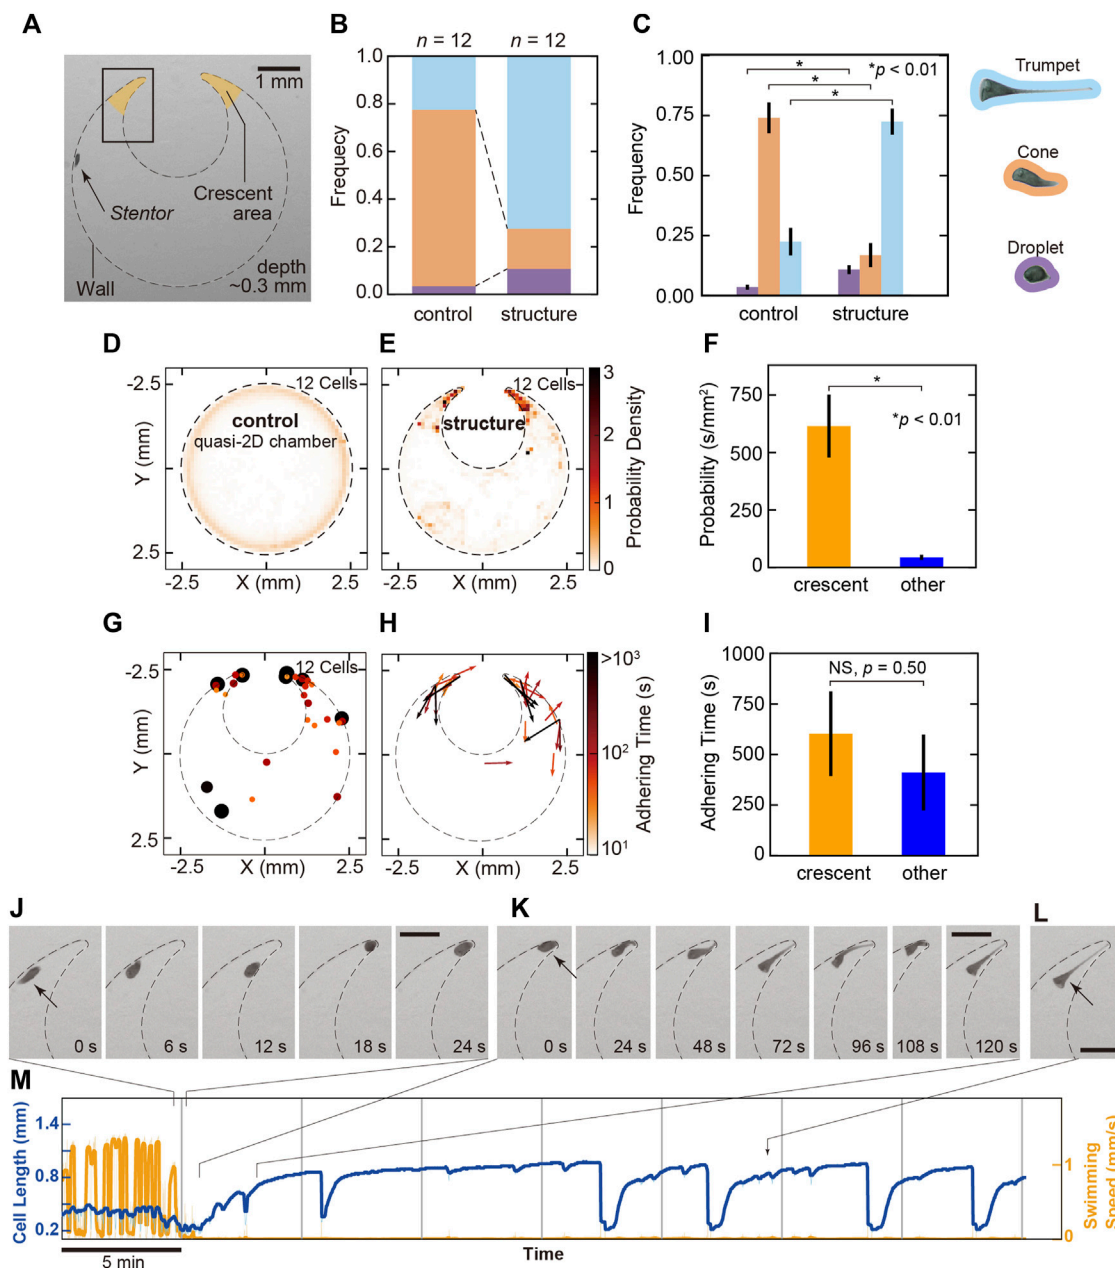 A
1 mm
Stentor
Crescent
area
Wall
depth
~0.3 mm
B
n = 12
n = 12
Frequecy
1.0
0.8
0.6
0.4
0.2
0.0
control
structure
C
Frequency
1.00
0.75
0.50
0.25
0.00
*
*
*
*p < 0.01
control
structure
Trumpet
Cone
Droplet
D
12 Cells
control
quasi-2D chamber
Y (mm)
-2.5
2.5
-2.5
X (mm)
2.5
E
12 Cells
structure
-2.5
X (mm)
2.5
3
2
1
0
Probability Density
F
Probability (s/mm²)
750
500
250
0
*
*p < 0.01
crescent
other
G
12 Cells
Y (mm)
-2.5
2.5
-2.5
X (mm)
2.5
H
-2.5
X (mm)
2.5
>10³
10²
10¹
Adhering Time (s)
I
Adhering Time (s)
1000
750
500
250
0
NS, p = 0.50
crescent
other
J
0 s
6 s
12 s
18 s
24 s
K
0 s
24 s
48 s
72 s
96 s
108 s
120 s
L
M
Cell Length (mm)
1.4
0.8
0.2
1
0
Swimming
Speed (mm/s)
5 min
Time